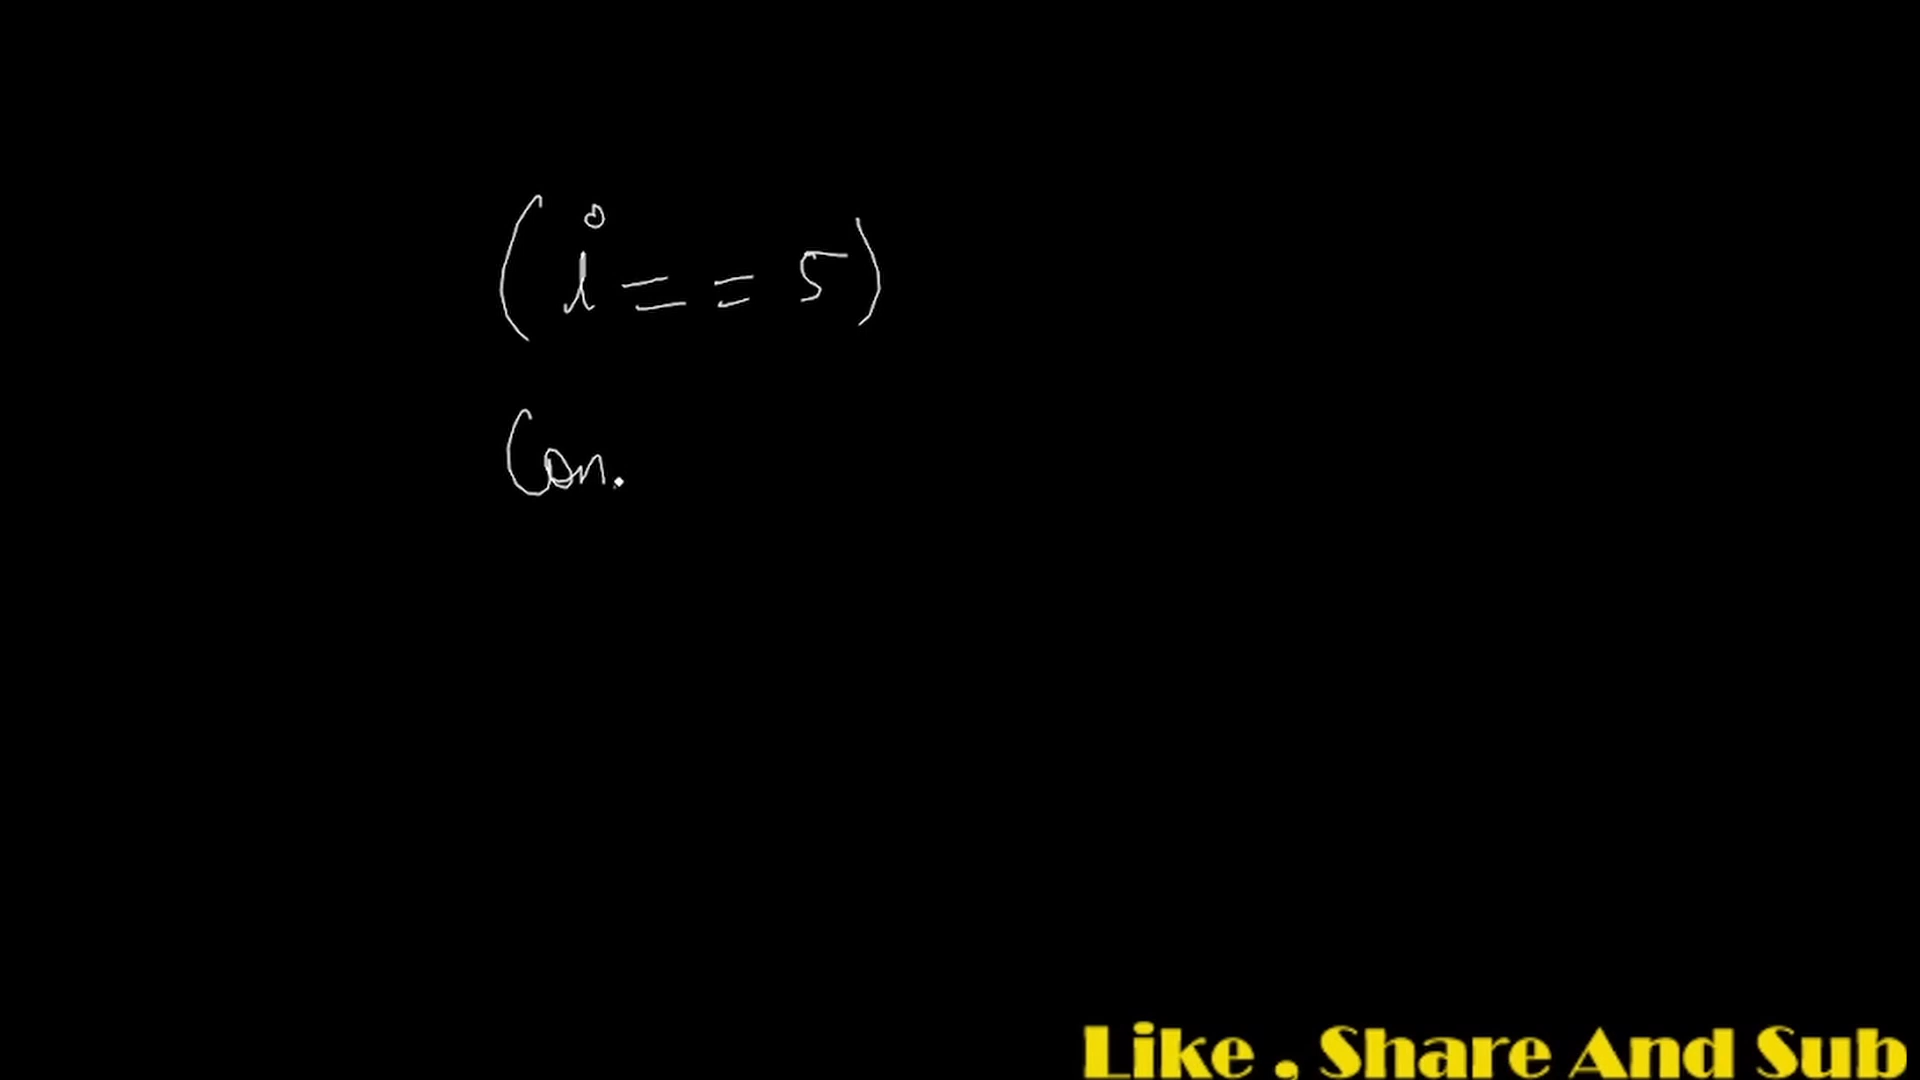 (i == 5)
Con.
Like , Share And Sub